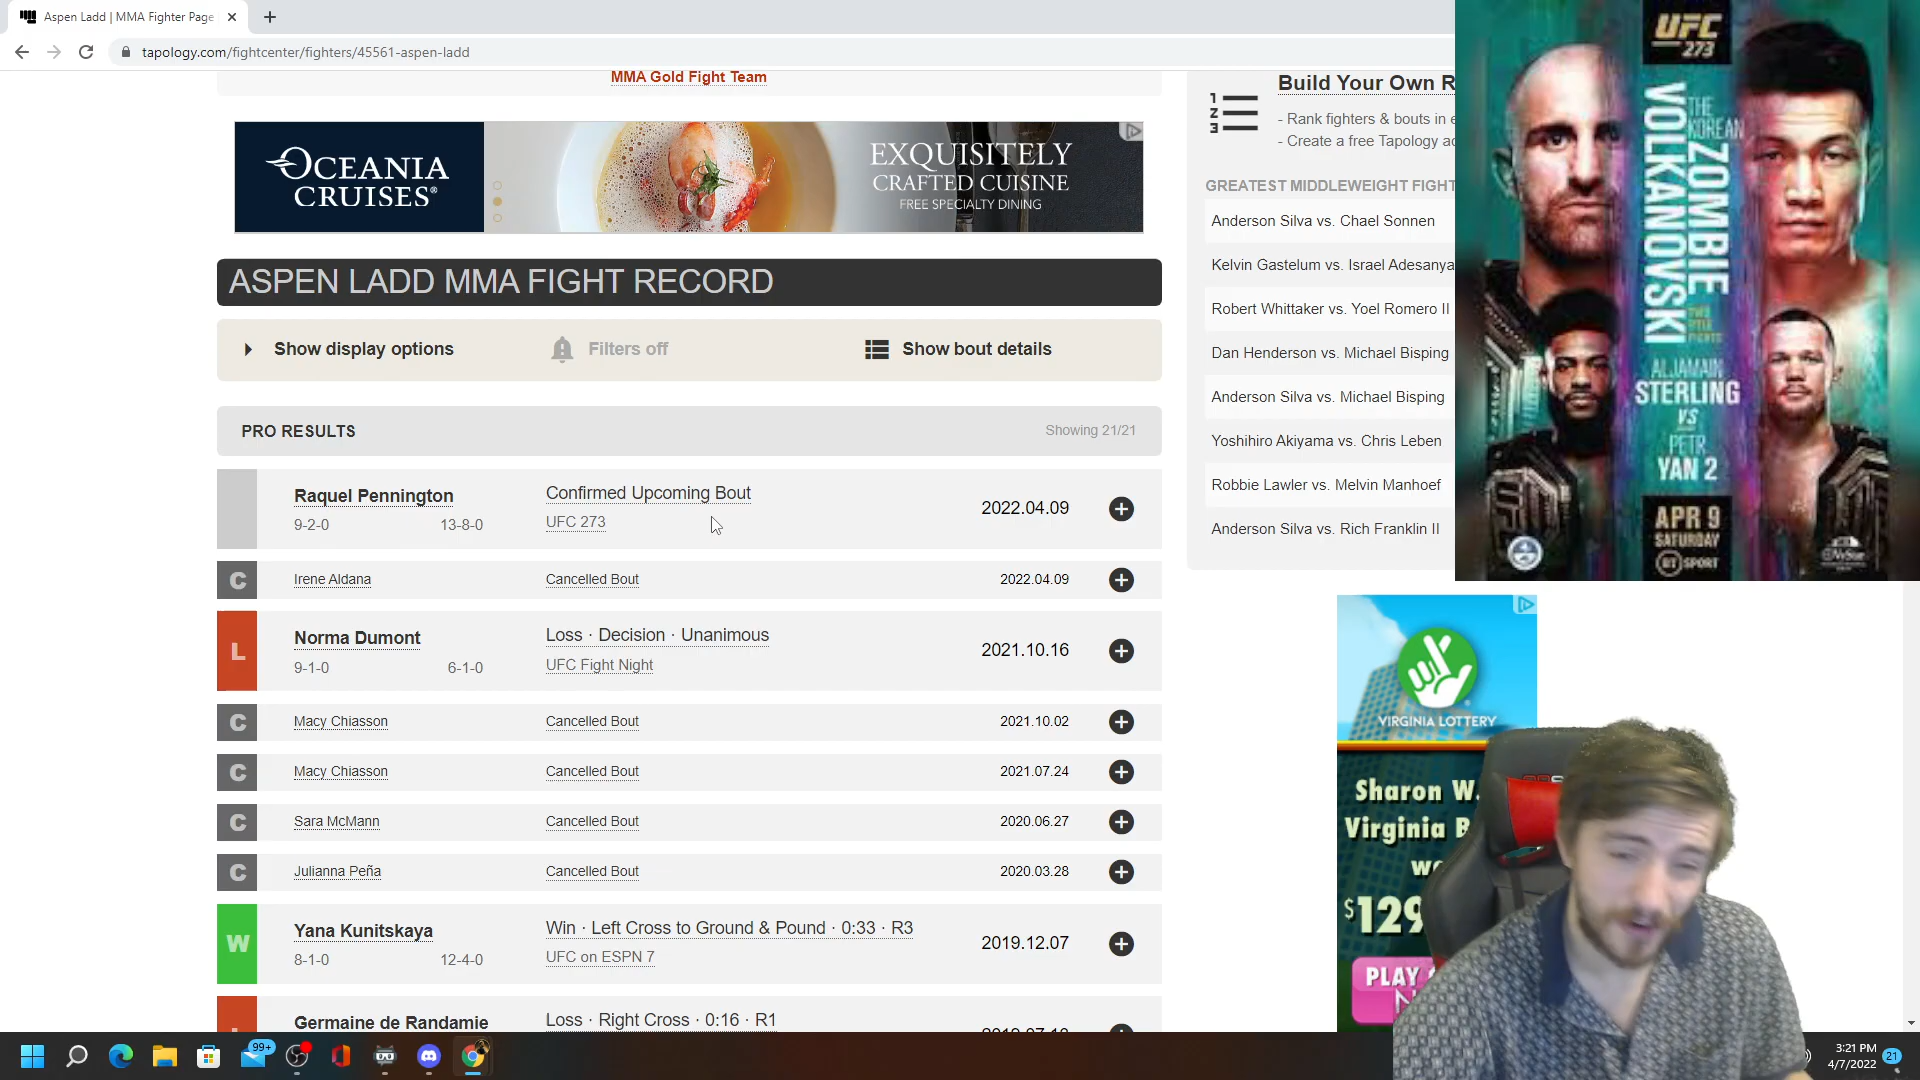 Aspen Ladd | MMA Fighter Page
tapology.com/fightcenter/fighters/45561-aspen-ladd
MMA Gold Fight Team
OCEANIA
CRUISES®
EXQUISITELY
CRAFTED CUISINE
FREE SPECIALTY DINING
ASPEN LADD MMA FIGHT RECORD
Show display options
Filters off
Show bout details
PRO RESULTS
Showing 21/21
Raquel Pennington
9-2-0
13-8-0
Confirmed Upcoming Bout
UFC 273
2022.04.09
C
Irene Aldana
Cancelled Bout
2022.04.09
L
Norma Dumont
9-1-0
6-1-0
Loss · Decision · Unanimous
UFC Fight Night
2021.10.16
C
Macy Chiasson
Cancelled Bout
2021.10.02
C
Macy Chiasson
Cancelled Bout
2021.07.24
C
Sara McMann
Cancelled Bout
2020.06.27
C
Julianna Peña
Cancelled Bout
2020.03.28
W
Yana Kunitskaya
8-1-0
12-4-0
Win · Left Cross to Ground & Pound · 0:33 · R3
UFC on ESPN 7
2019.12.07
Germaine de Randamie
Loss · Right Cross · 0:16 · R1
1
2
3
Build Your Own R
- Rank fighters & bouts in e
- Create a free Tapology ac
GREATEST MIDDLEWEIGHT FIGHT
Anderson Silva vs. Chael Sonnen
Kelvin Gastelum vs. Israel Adesanya
Robert Whittaker vs. Yoel Romero II
Dan Henderson vs. Michael Bisping
Anderson Silva vs. Michael Bisping
Yoshihiro Akiyama vs. Chris Leben
Robbie Lawler vs. Melvin Manhoef
Anderson Silva vs. Rich Franklin II
UFC
273
VOLKANOVSKI
THE KOREAN
ZOMBIE
ALJAMAIN
STERLING
VS
PETR
YAN 2
APR 9
SATURDAY
BT SPORT
VIRGINIA LOTTERY
Sharon W.
Virginia B
$129
PLAY
99+
3:21 PM
4/7/2022
21